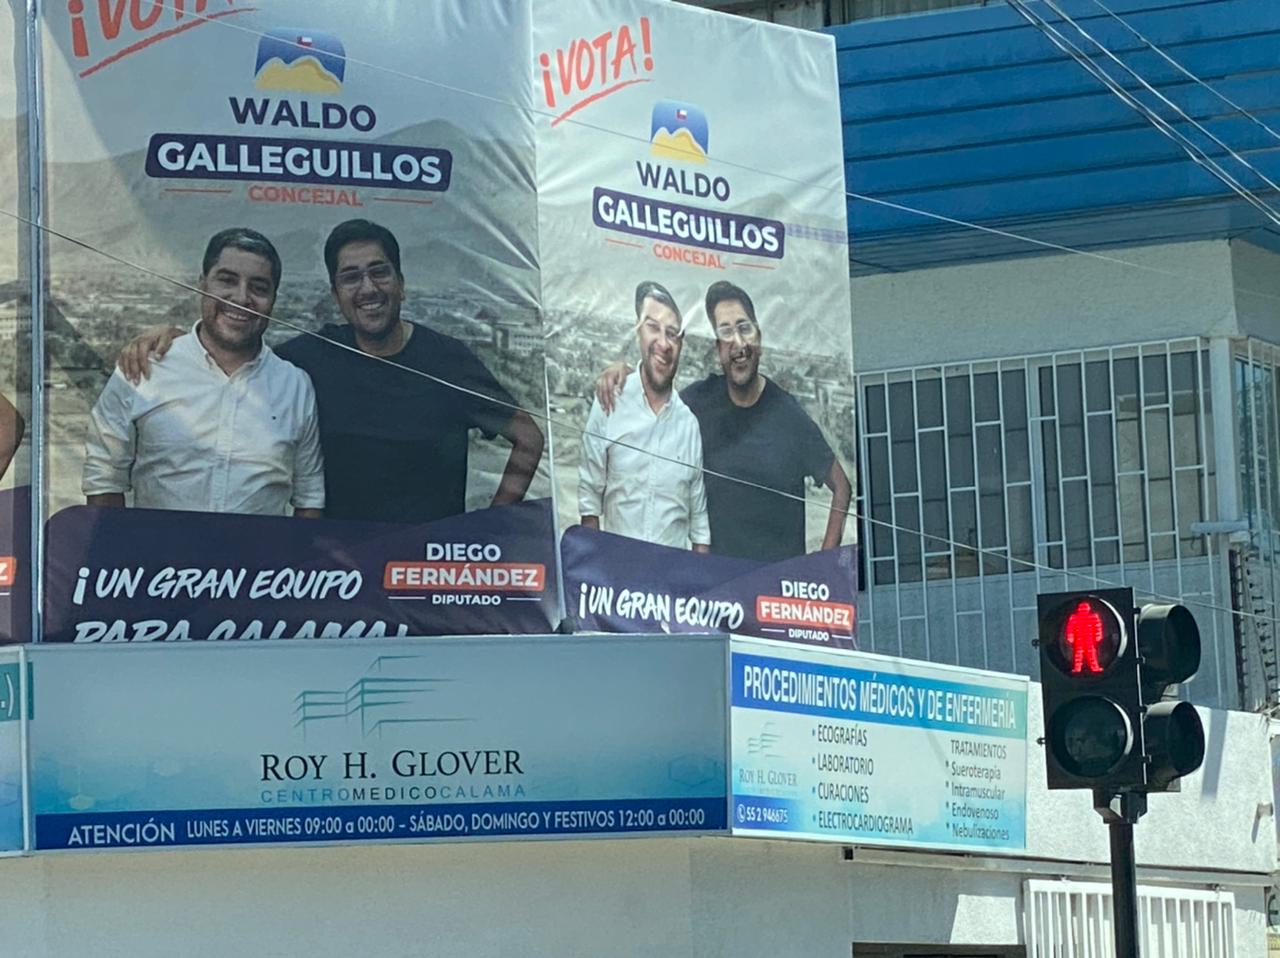 ¡VOTA!
WALDO
GALLEGUILLOS
CONCEJAL
¡UN GRAN EQUIPO
PARA CALAMA!
DIEGO
FERNÁNDEZ
DIPUTADO
¡VOTA!
WALDO
GALLEGUILLOS
CONCEJAL
¡UN GRAN EQUIPO
DIEGO
FERNÁNDEZ
DIPUTADO
ROY H. GLOVER
CENTROMEDICOCALAMA
ATENCIÓN LUNES A VIERNES 09:00 a 00:00 - SÁBADO, DOMINGO Y FESTIVOS 12:00 a 00:00
PROCEDIMIENTOS MÉDICOS Y DE ENFERMERÍA
ROY H. GLOVER
55 2 946675
* ECOGRAFÍAS
* LABORATORIO
* CURACIONES
* ELECTROCARDIOGRAMA
TRATAMIENTOS
* Sueroterapia
* Intramuscular
* Endovenoso
* Nebulizaciones